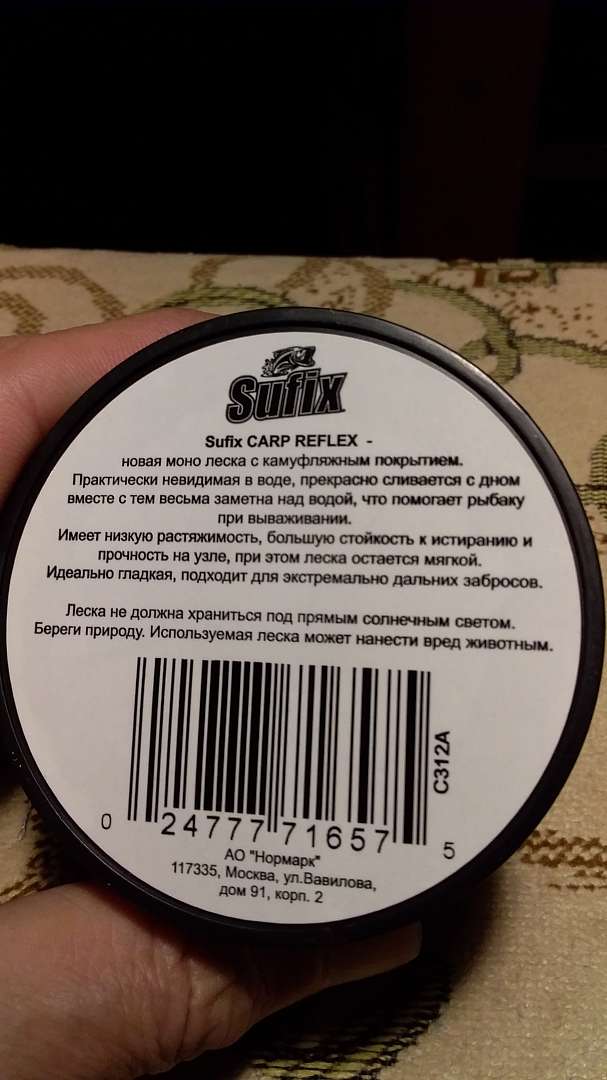 Sufix
Sufix CARP REFLEX -
новая моно леска с камуфляжным покрытием.
Практически невидимая в воде, прекрасно сливается с дном
вместе с тем весьма заметна над водой, что помогает рыбаку
при вываживании.
Имеет низкую растяжимость, большую стойкость к истиранию и
прочность на узле, при этом леска остается мягкой.
Идеально гладкая, подходит для экстремально дальних забросов.
Леска не должна храниться под прямым солнечным светом.
Береги природу. Используемая леска может нанести вред животным.
C312A
0 24777 71657 5
АО "Нормарк"
117335, Москва, ул.Вавилова,
дом 91, корп. 2